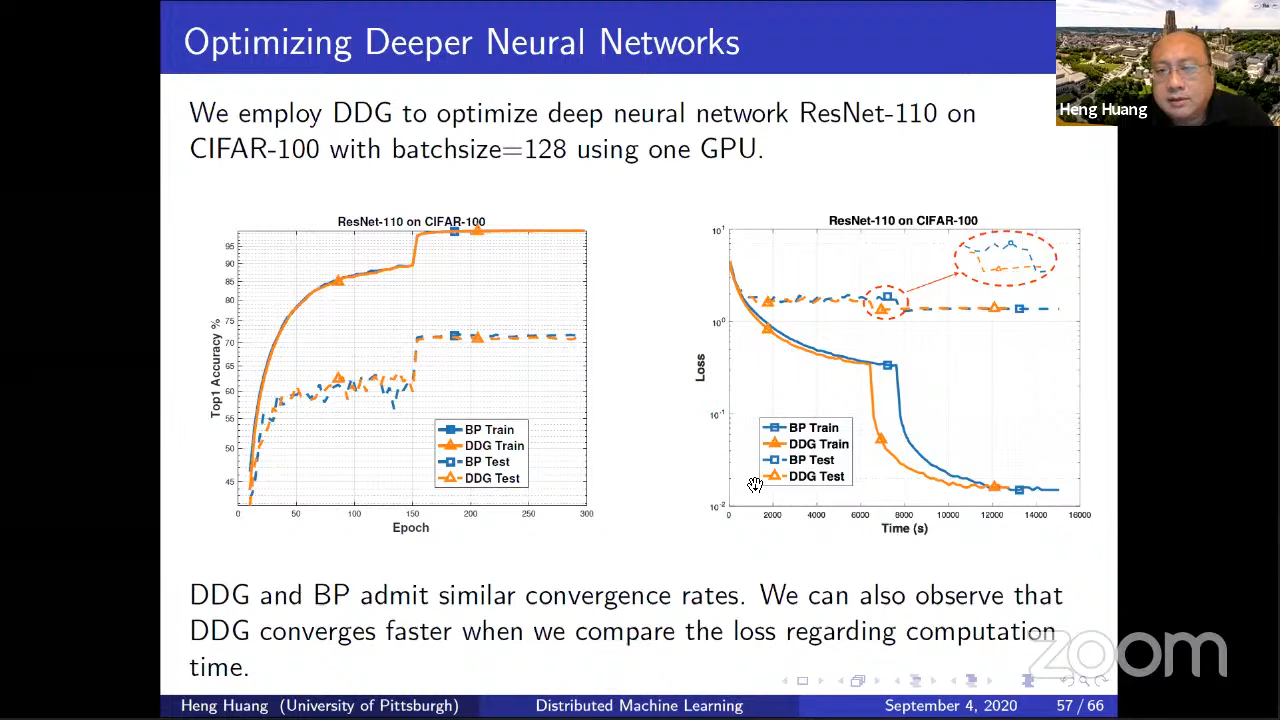 Optimizing Deeper Neural Networks
Heng Huang
We employ DDG to optimize deep neural network ResNet-110 on
CIFAR-100 with batchsize=128 using one GPU.
ResNet-110 on CIFAR-100
Top1 Accuracy %
95
90
85
80
75
70
65
60
55
50
45
0
50
100
150
200
250
300
Epoch
BP Train
DDG Train
BP Test
DDG Test
ResNet-110 on CIFAR-100
Loss
10^1
10^0
10^-1
10^-2
0
2000
4000
6000
8000
10000
12000
14000
16000
Time (s)
BP Train
DDG Train
BP Test
DDG Test
DDG and BP admit similar convergence rates. We can also observe that
DDG converges faster when we compare the loss regarding computation
time.
zoom
Heng Huang (University of Pittsburgh)
Distributed Machine Learning
September 4, 2020
57 / 66